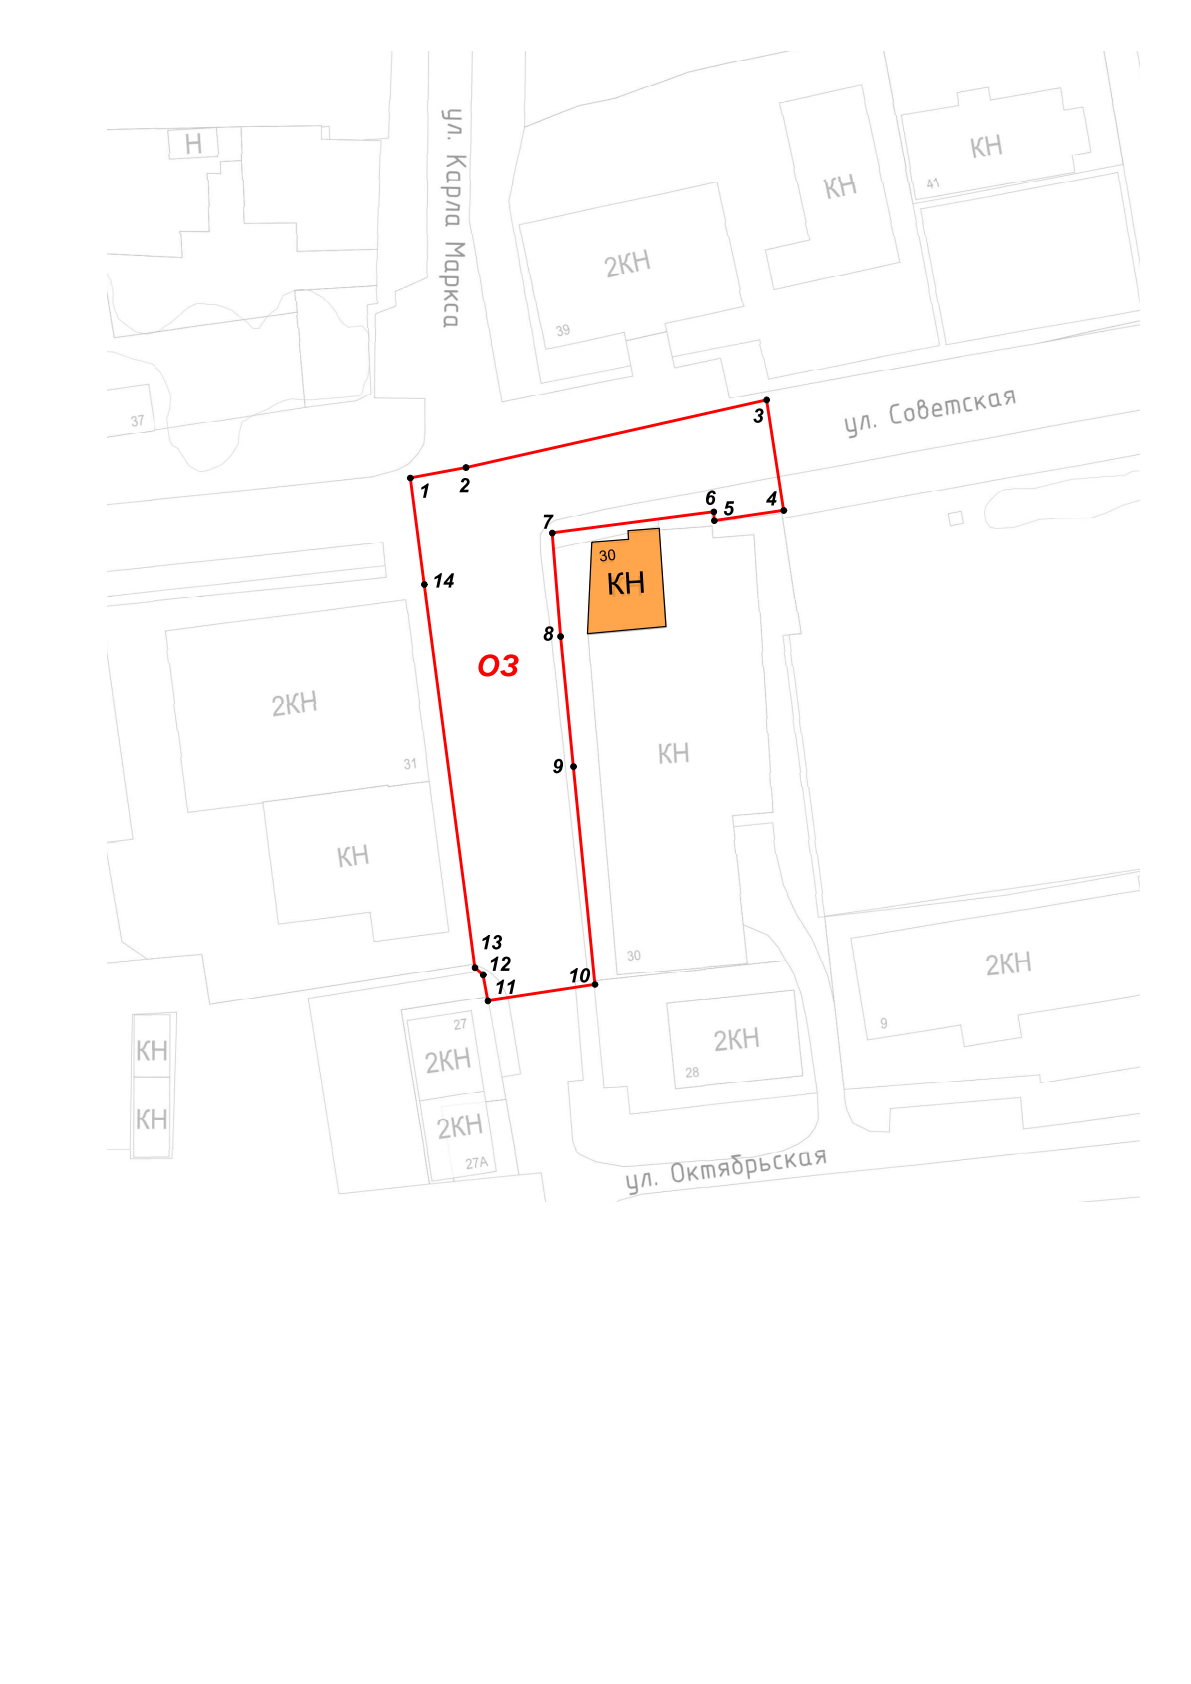 Н
ул. Карла Маркса
КН
41
КН
2КН
39
37
ул. Советская
3
1
2
4
6
5
7
30
КН
14
8
ОЗ
2КН
31
9
КН
КН
13
12
10
11
30
2КН
9
27
2КН
2КН
28
КН
КН
2КН
27А
ул. Октябрьская